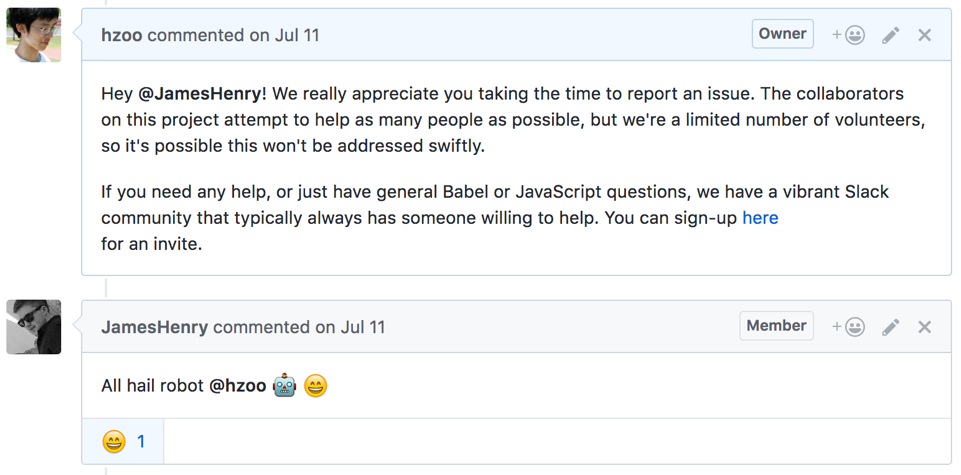 hzoo commented on Jul 11 Owner
Hey @JamesHenry! We really appreciate you taking the time to report an issue. The collaborators
on this project attempt to help as many people as possible, but we're a limited number of volunteers,
so it's possible this won't be addressed swiftly.
If you need any help, or just have general Babel or JavaScript questions, we have a vibrant Slack
community that typically always has someone willing to help. You can sign-up here
for an invite.
JamesHenry commented on Jul 11 Member
All hail robot @hzoo 🤖 😄
😄 1